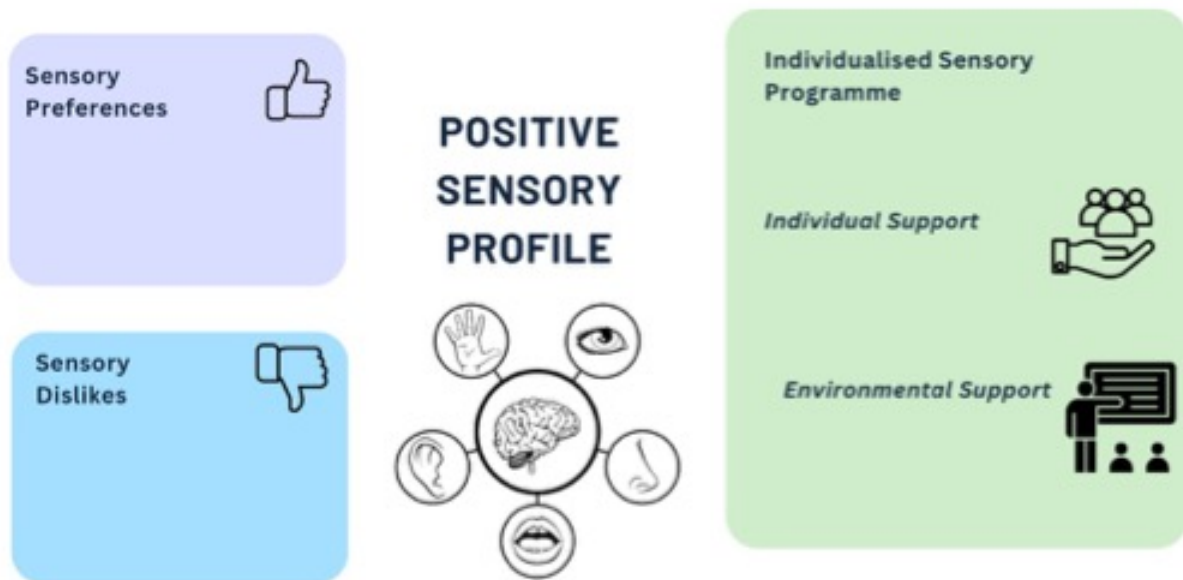 Sensory
Preferences
Sensory
Dislikes
POSITIVE
SENSORY
PROFILE
Individualised Sensory
Programme
Individual Support
Environmental Support